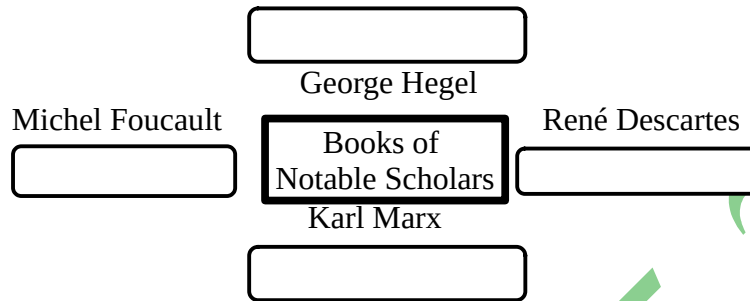 George Hegel
Michel Foucault
René Descartes
Books of
Notable Scholars
Karl Marx